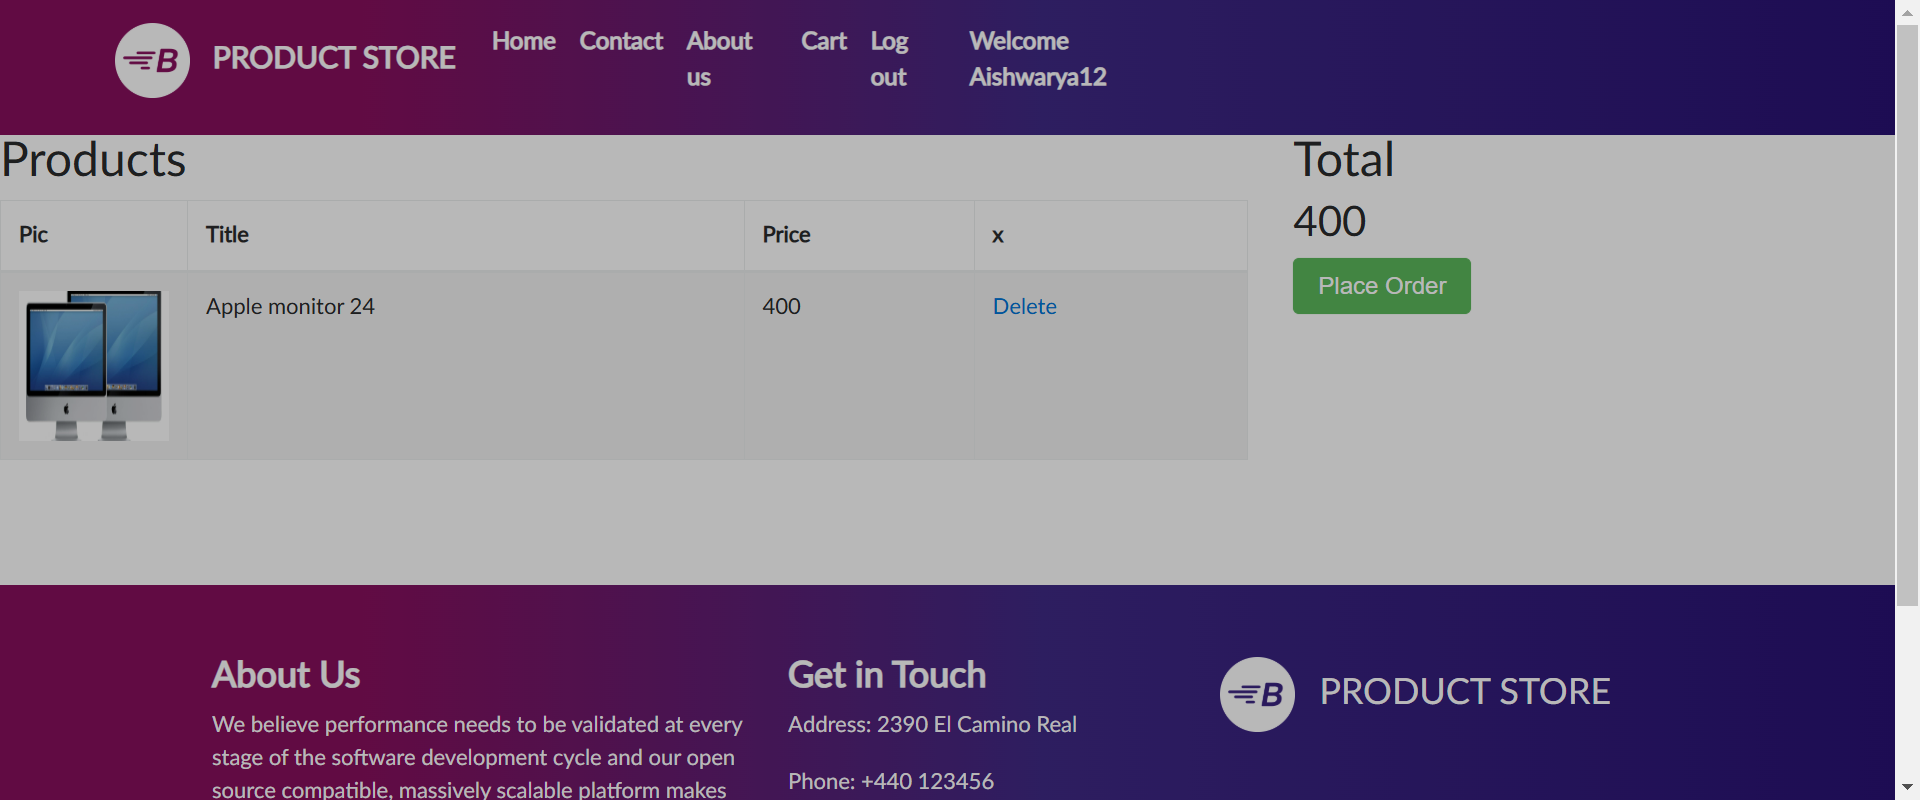 B PRODUCT STORE Home Contact About us Cart Log out Welcome Aishwarya12
Products
Total
400
Pic Title Price x
Place Order
Apple monitor 24 400 Delete
About Us
We believe performance needs to be validated at every
stage of the software development cycle and our open
source compatible, massively scalable platform makes
Get in Touch
Address: 2390 El Camino Real
Phone: +440 123456
B PRODUCT STORE